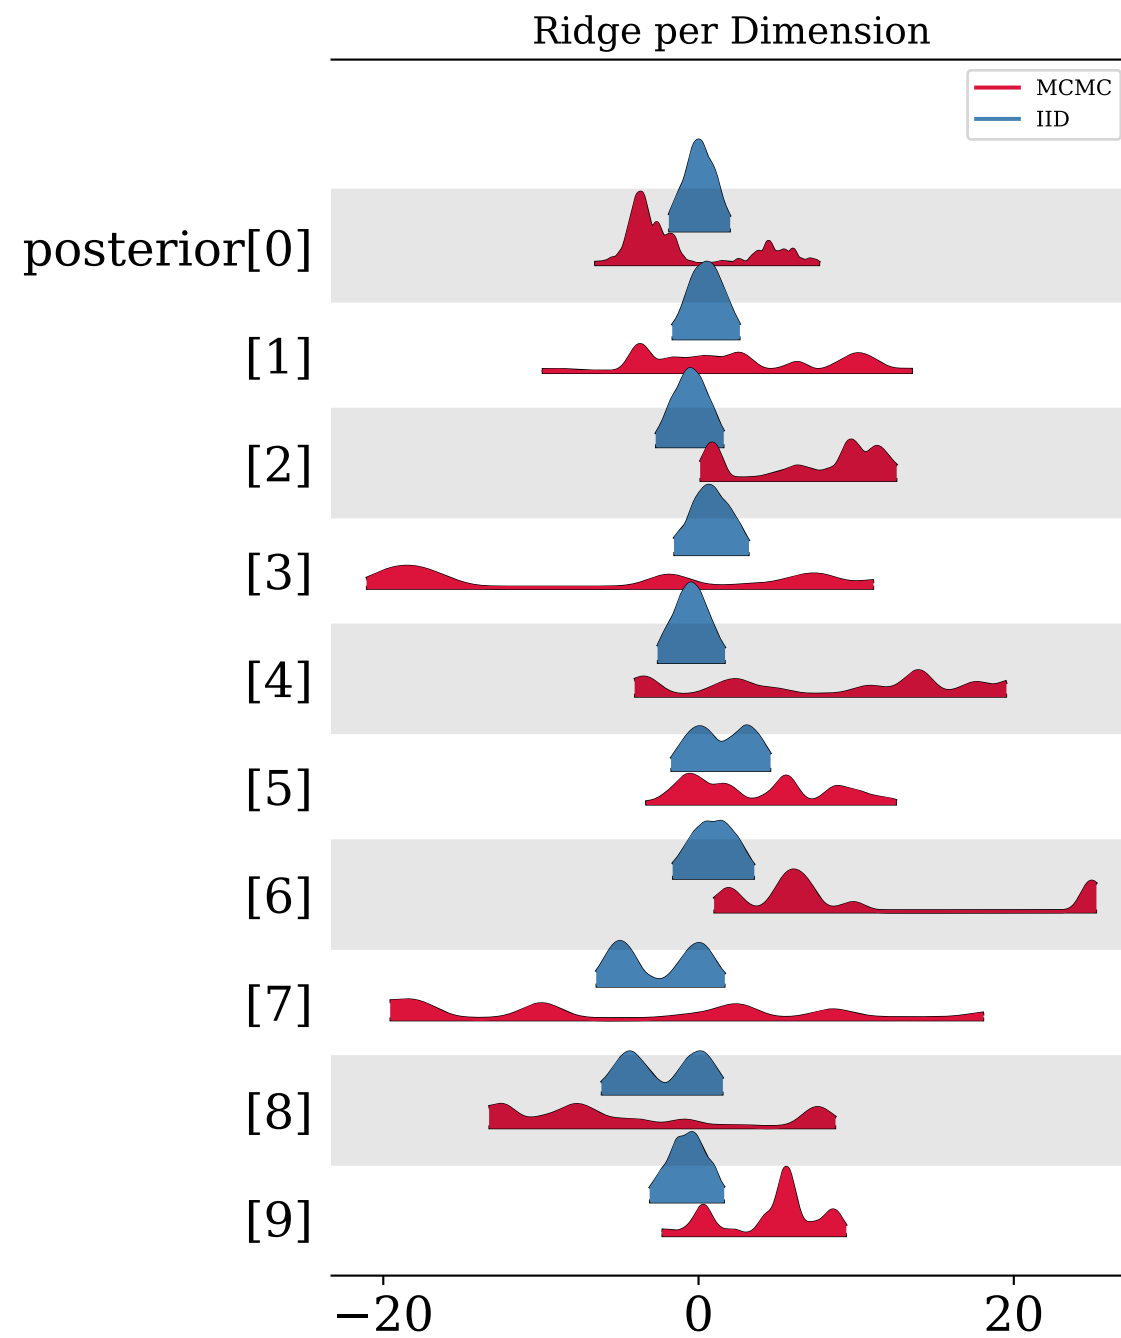 Ridge per Dimension
MCMC
IID
posterior[0]
[1]
[2]
[3]
[4]
[5]
[6]
[7]
[8]
[9]
−20 0 20